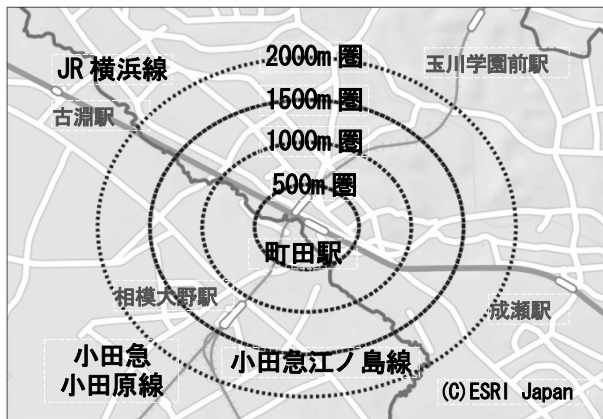 2000m 圏
JR 横浜線
玉川学園前駅
1500m 圏
古淵駅
1000m 圏
500m 圏
町田駅
相模大野駅
成瀬駅
小田急
小田原線
小田急江ノ島線
(C)ESRI Japan